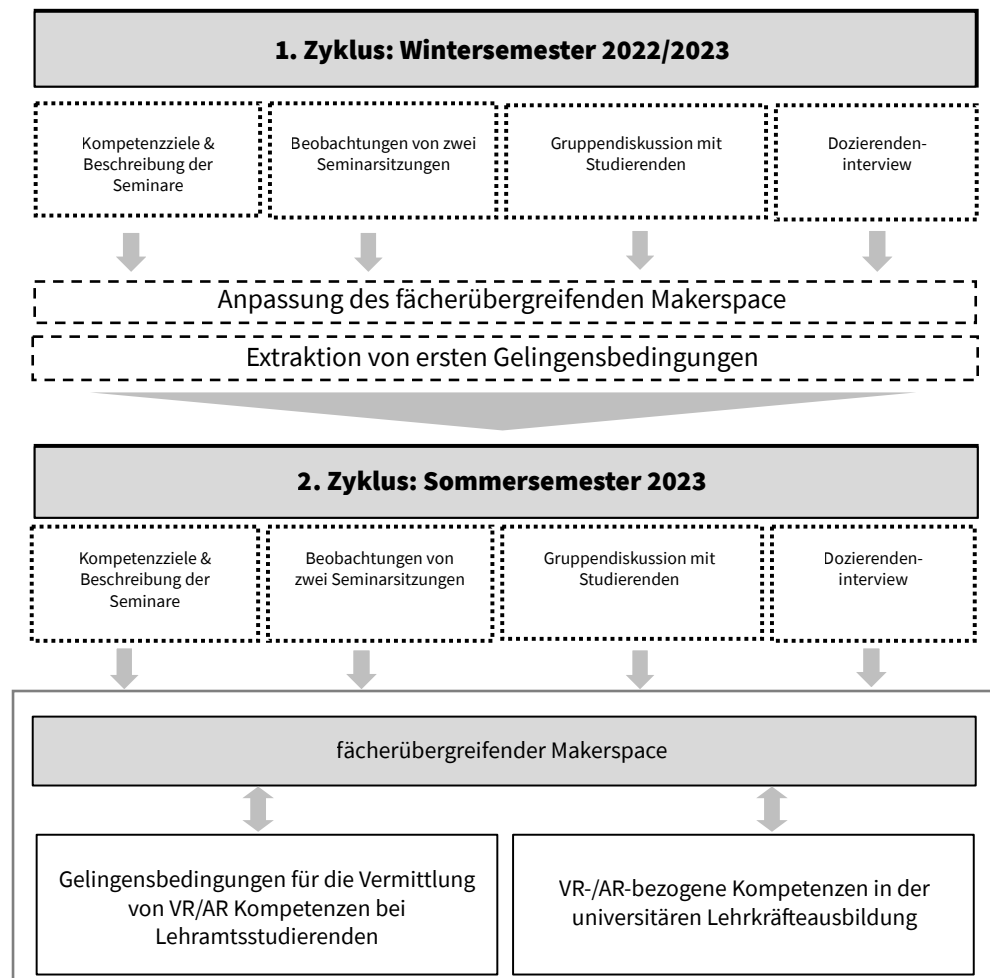 1. Zyklus: Wintersemester 2022/2023
Kompetenzziele &
Beschreibung der
Seminare
Beobachtungen von zwei
Seminarsitzungen
Gruppendiskussion mit
Studierenden
Dozierenden-
interview
Anpassung des fächerübergreifenden Makerspace
Extraktion von ersten Gelingensbedingungen
2. Zyklus: Sommersemester 2023
Kompetenzziele &
Beschreibung der
Seminare
Beobachtungen von
zwei Seminarsitzungen
Gruppendiskussion mit
Studierenden
Dozierenden-
interview
fächerübergreifender Makerspace
Gelingensbedingungen für die Vermittlung
von VR/AR Kompetenzen bei
Lehramtsstudierenden
VR-/AR-bezogene Kompetenzen in der
universitären Lehrkräfteausbildung